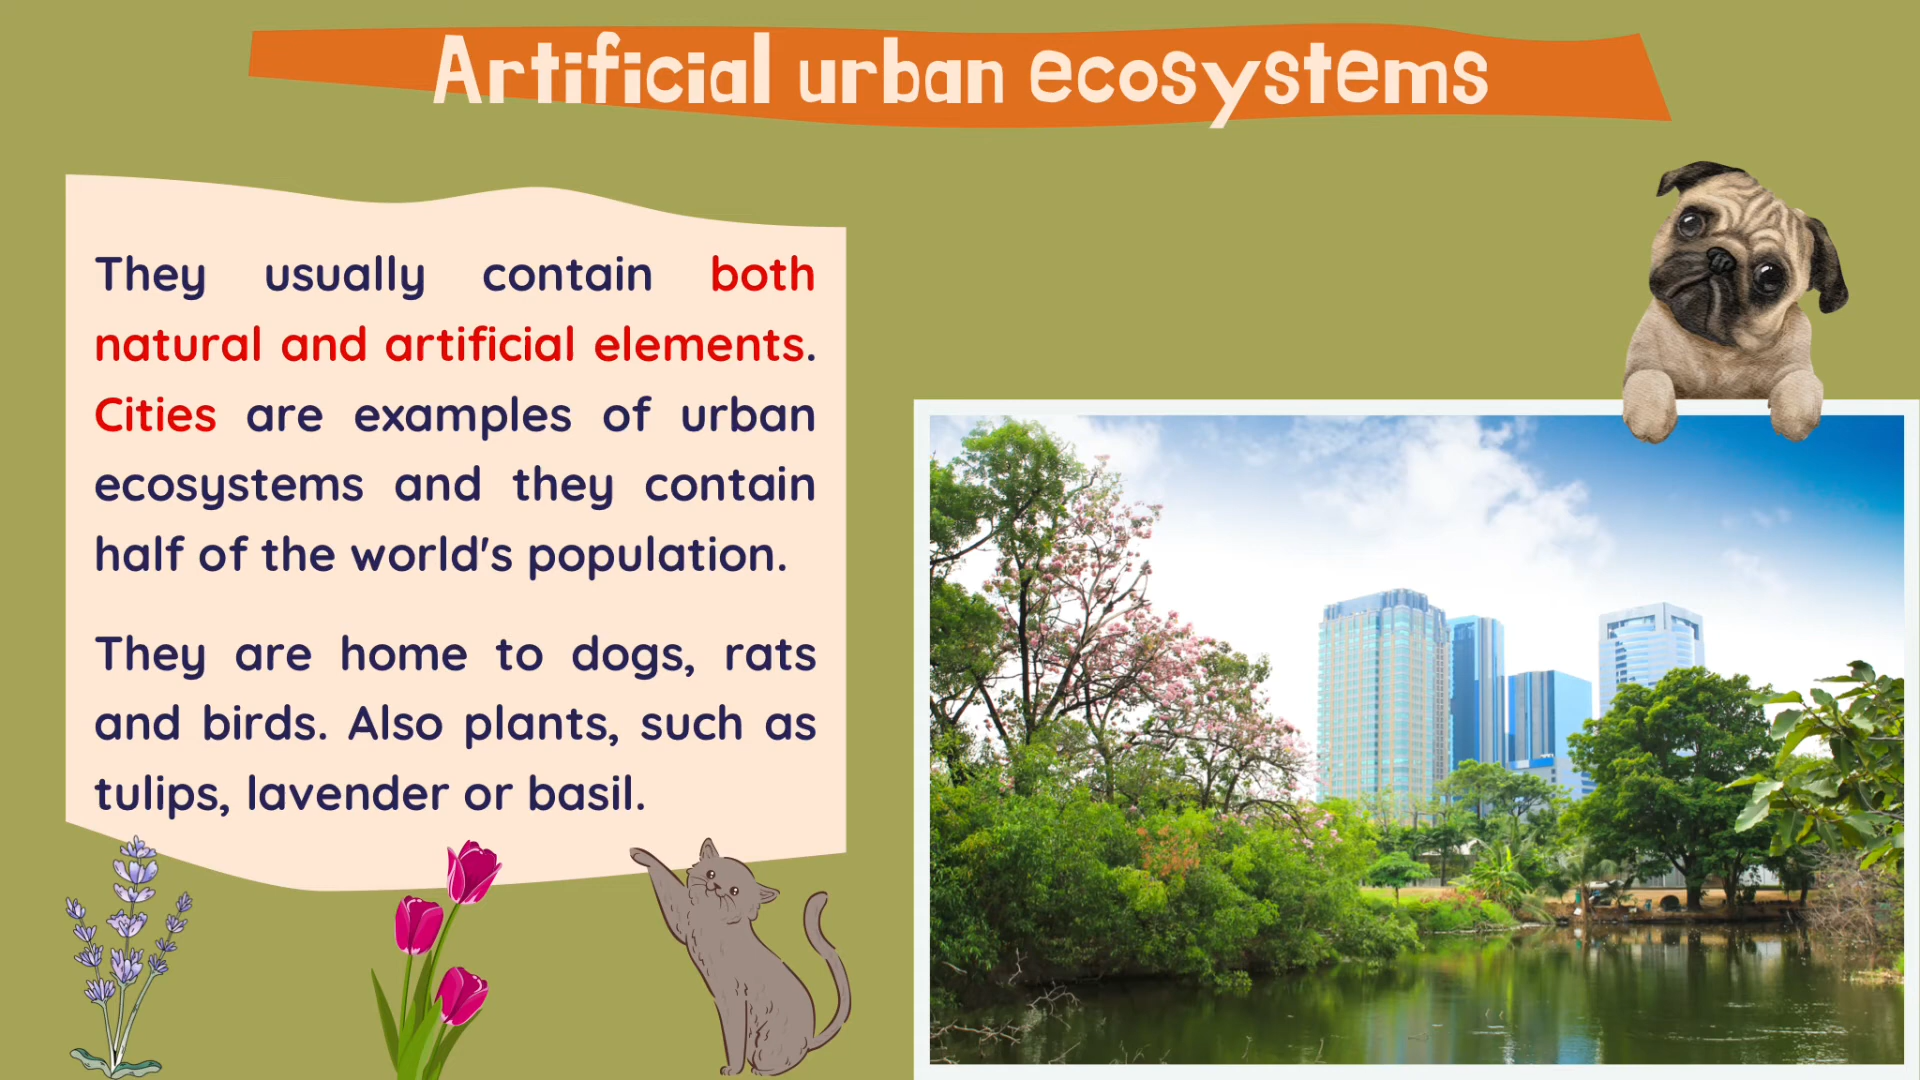 Artificial urban ecosystems
They usually contain both
natural and artificial elements.
Cities are examples of urban
ecosystems and they contain
half of the world's population.
They are home to dogs, rats
and birds. Also plants, such as
tulips, lavender or basil.